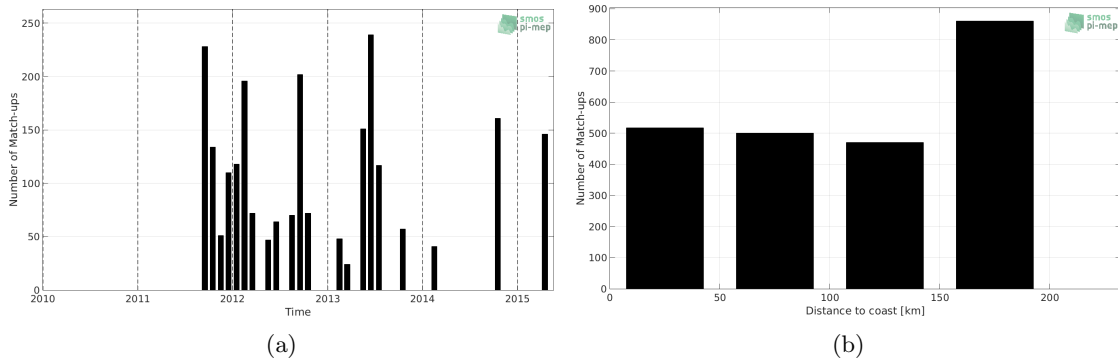 smos
pi-mep
250
200
150
100
50
0
Number of Match-ups
2010
2011
2012
2013
2014
2015
Time
(a)
smos
pi-mep
900
800
700
600
500
400
300
200
100
0
Number of Match-ups
0
50
100
150
200
Distance to coast [km]
(b)